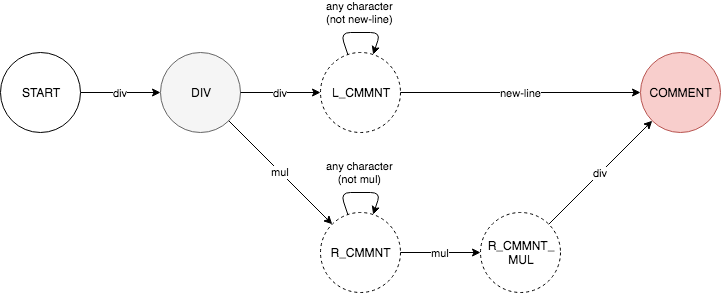 any character
(not new-line)
START
div
DIV
div
L_CMMNT
new-line
COMMENT
mul
any character
(not mul)
div
R_CMMNT
mul
R_CMMNT_
MUL